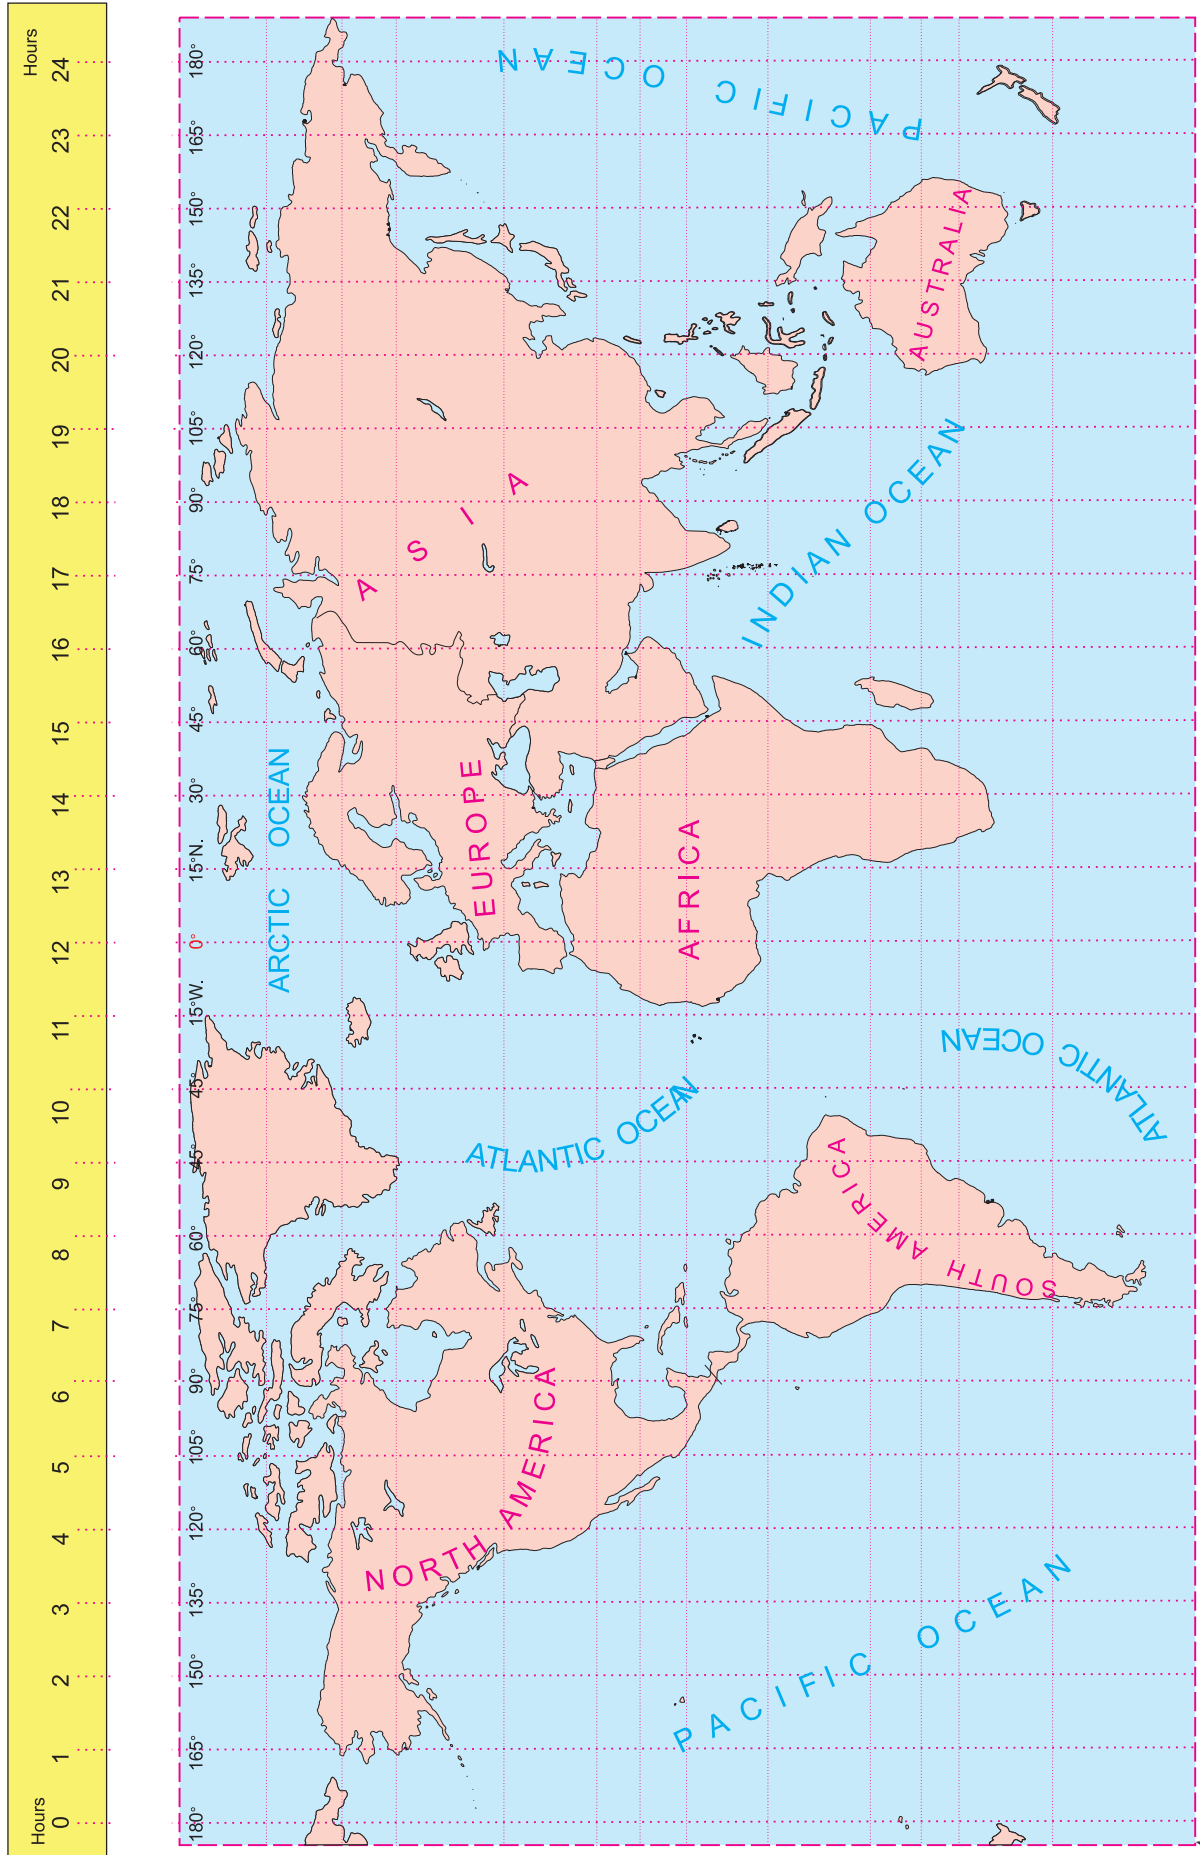 Hours Hours
0 1 2 3 4 5 6 7 8 9 10 11 12 13 14 15 16 17 18 19 20 21 22 23 24
180° 165° 150° 135° 120° 105° 90° 75° 60° 45° 45° 15°W. 0° 15°N. 30° 45° 60° 75° 90° 105° 120° 135° 150° 165° 180°
ARCTIC OCEAN
NORTH AMERICA
EUROPE
ASIA
ATLANTIC OCEAN
PACIFIC OCEAN
AFRICA
PACIFIC OCEAN
INDIAN OCEAN
SOUTH AMERICA
AUSTRALIA
ATLANTIC OCEAN